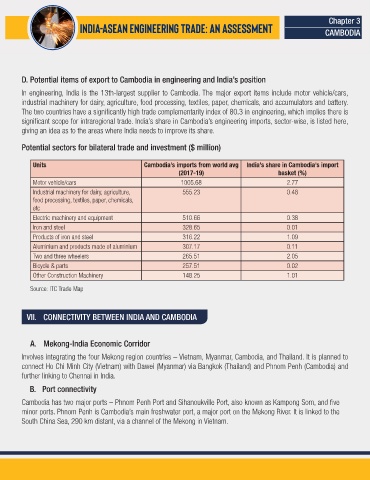 INDIA-ASEAN ENGINEERING TRADE: AN ASSESSMENT
Chapter 3
CAMBODIA
D. Potential items of export to Cambodia in engineering and India's position
In engineering, India is the 13th-largest supplier to Cambodia. The major export items include motor vehicle/cars,
industrial machinery for dairy, agriculture, food processing, textiles, paper, chemicals, and accumulators and battery.
The two countries have a significantly high trade complementarity index of 80.3 in engineering, which implies there is
significant scope for intraregional trade. India's share in Cambodia's engineering imports, sector-wise, is listed here,
giving an idea as to the areas where India needs to improve its share.
Potential sectors for bilateral trade and investment ($ million)
Units Cambodia's imports from world avg (2017-19) India's share in Cambodia's import basket (%)
Motor vehicle/cars 1005.68 2.77
Industrial machinery for dairy, agriculture, 555.23 0.48
food processing, textiles, paper, chemicals,
etc
Electric machinery and equipment 510.66 0.38
Iron and steel 328.65 0.01
Products of iron and steel 316.22 1.09
Aluminium and products made of aluminium 307.17 0.11
Two and three wheelers 265.51 2.05
Bicycle & parts 257.51 0.02
Other Construction Machinery 148.25 1.01
Source: ITC Trade Map
VII. CONNECTIVITY BETWEEN INDIA AND CAMBODIA
A. Mekong-India Economic Corridor
Involves integrating the four Mekong region countries – Vietnam, Myanmar, Cambodia, and Thailand. It is planned to
connect Ho Chi Minh City (Vietnam) with Dawei (Myanmar) via Bangkok (Thailand) and Phnom Penh (Cambodia) and
further linking to Chennai in India.
B. Port connectivity
Cambodia has two major ports – Phnom Penh Port and Sihanoukville Port, also known as Kampong Som, and five
minor ports. Phnom Penh is Cambodia's main freshwater port, a major port on the Mekong River. It is linked to the
South China Sea, 290 km distant, via a channel of the Mekong in Vietnam.